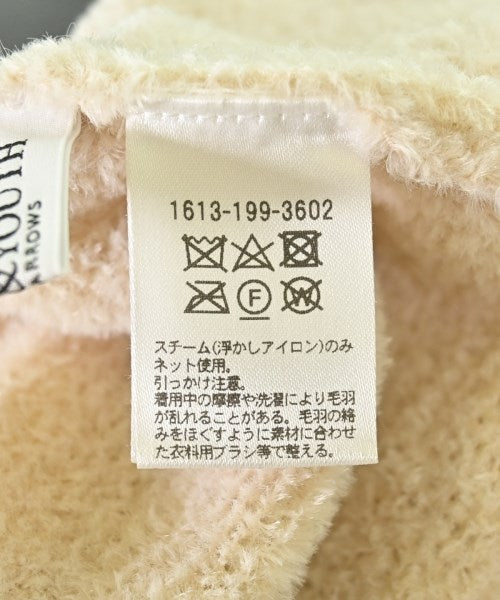 &YOUTH
RROWS
1613-199-3602
F
W
スチーム(浮かしアイロン)のみ
ネット使用。
引っかけ注意。
着用中の摩擦や洗濯により毛羽
が乱れることがある。毛羽の絡
みをほぐすように素材に合わせ
た衣料用ブラシ等で整える。